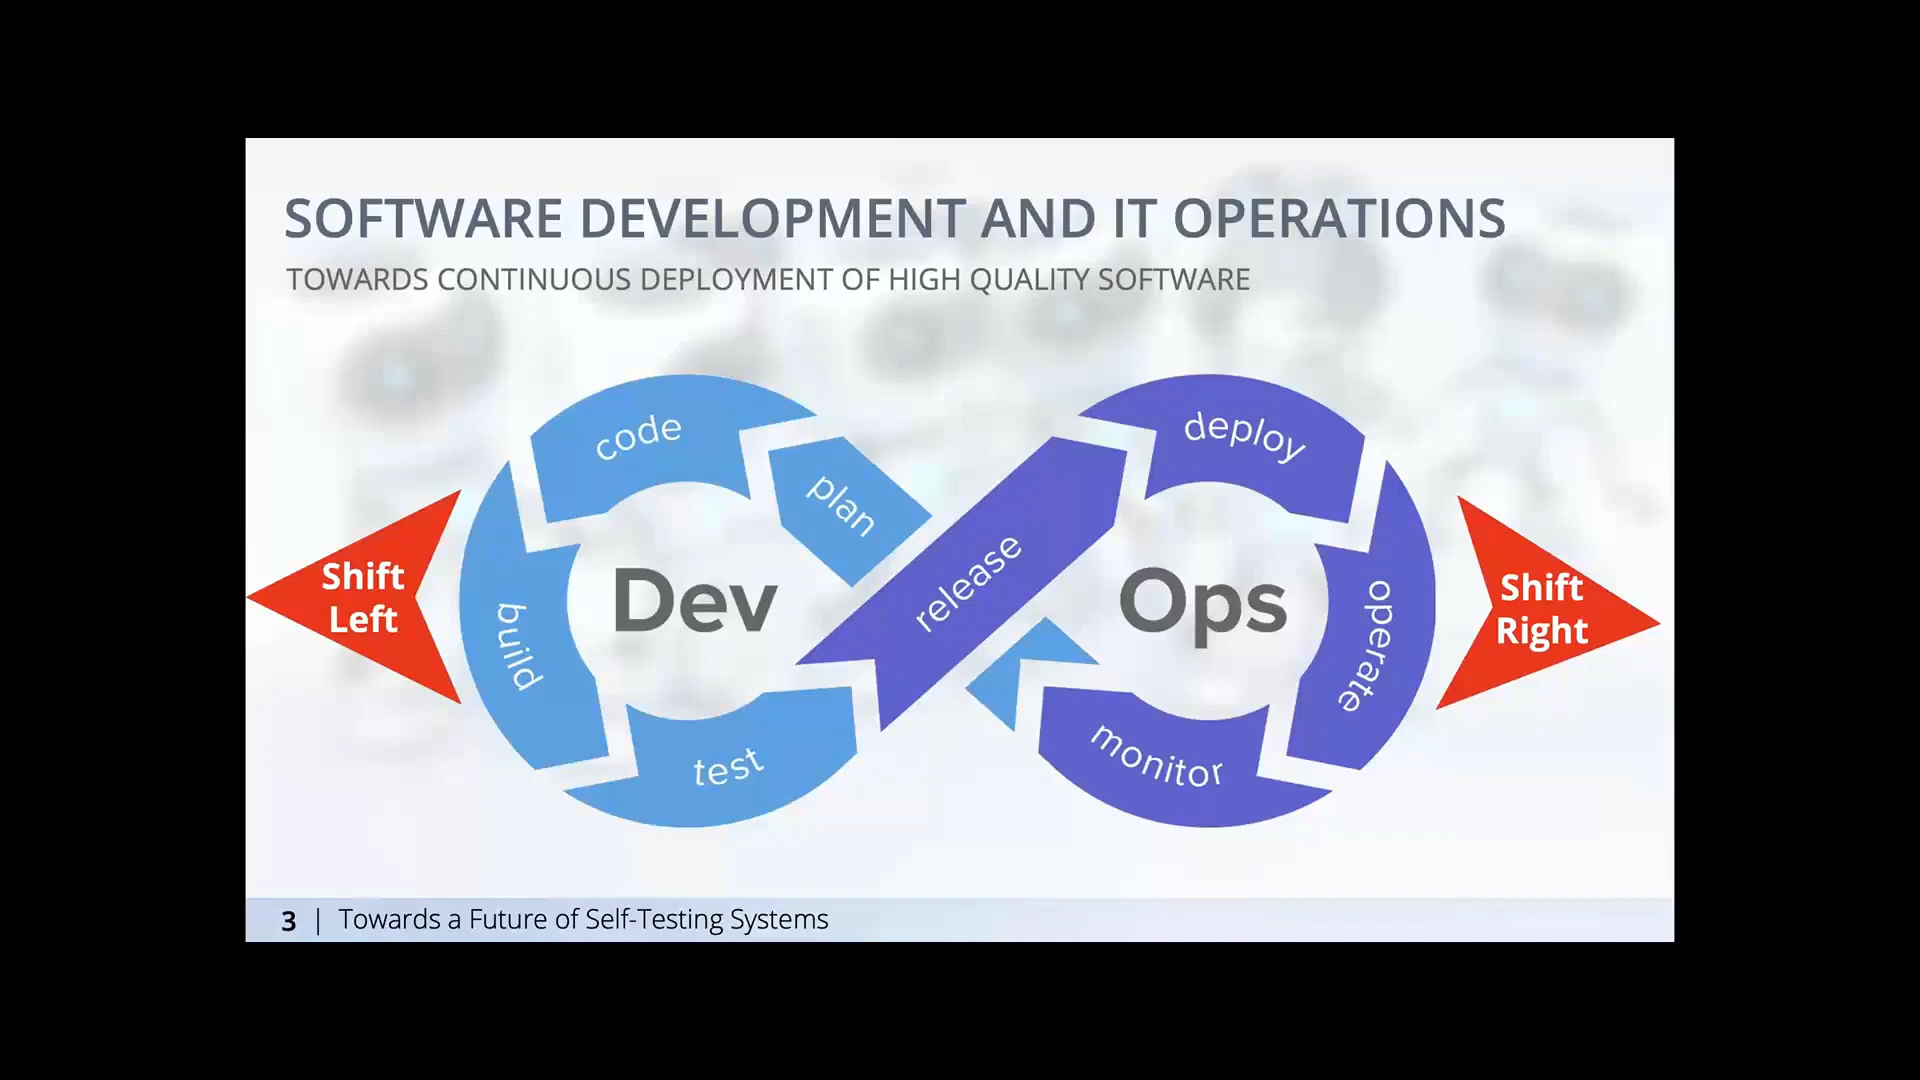 SOFTWARE DEVELOPMENT AND IT OPERATIONS
TOWARDS CONTINUOUS DEPLOYMENT OF HIGH QUALITY SOFTWARE
code
plan
build
Dev
test
release
deploy
Ops
operate
monitor
Shift
Left
Shift
Right
3 | Towards a Future of Self-Testing Systems